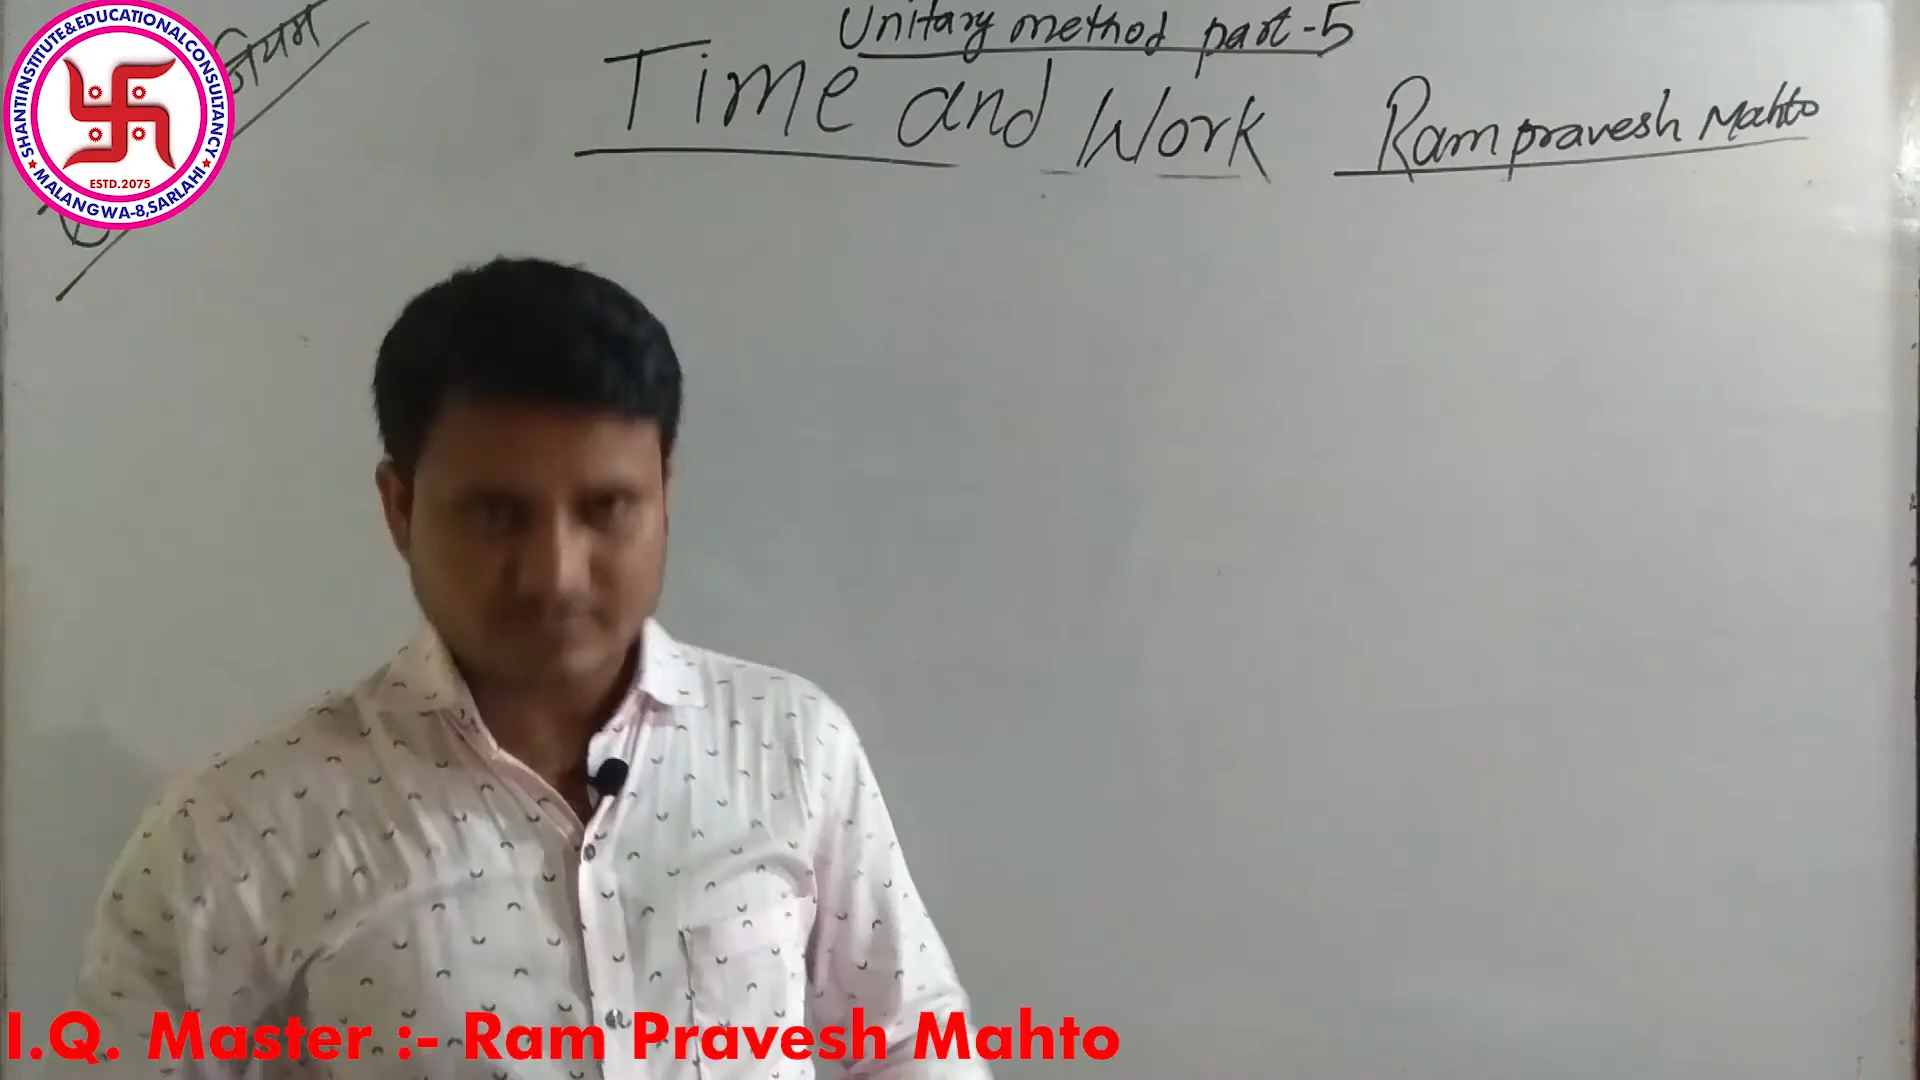 SHANTI INSTITUTE & EDUCATIONAL CONSULTANCY
ESTD.2075
MALANGWA-8, SARLAHI
नियम
Unitary method part-5
Time and Work
Ram pravesh Mahto
I.Q. Master :- Ram Pravesh Mahto